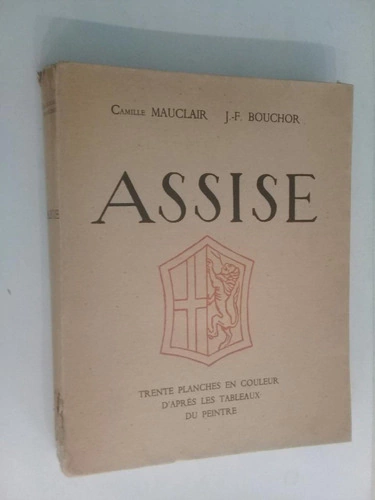 CAMILLE MAUCLAIR J.-F. BOUCHOR
ASSISE
TRENTE PLANCHES EN COULEUR
D'APRÈS LES TABLEAUX
DU PEINTRE